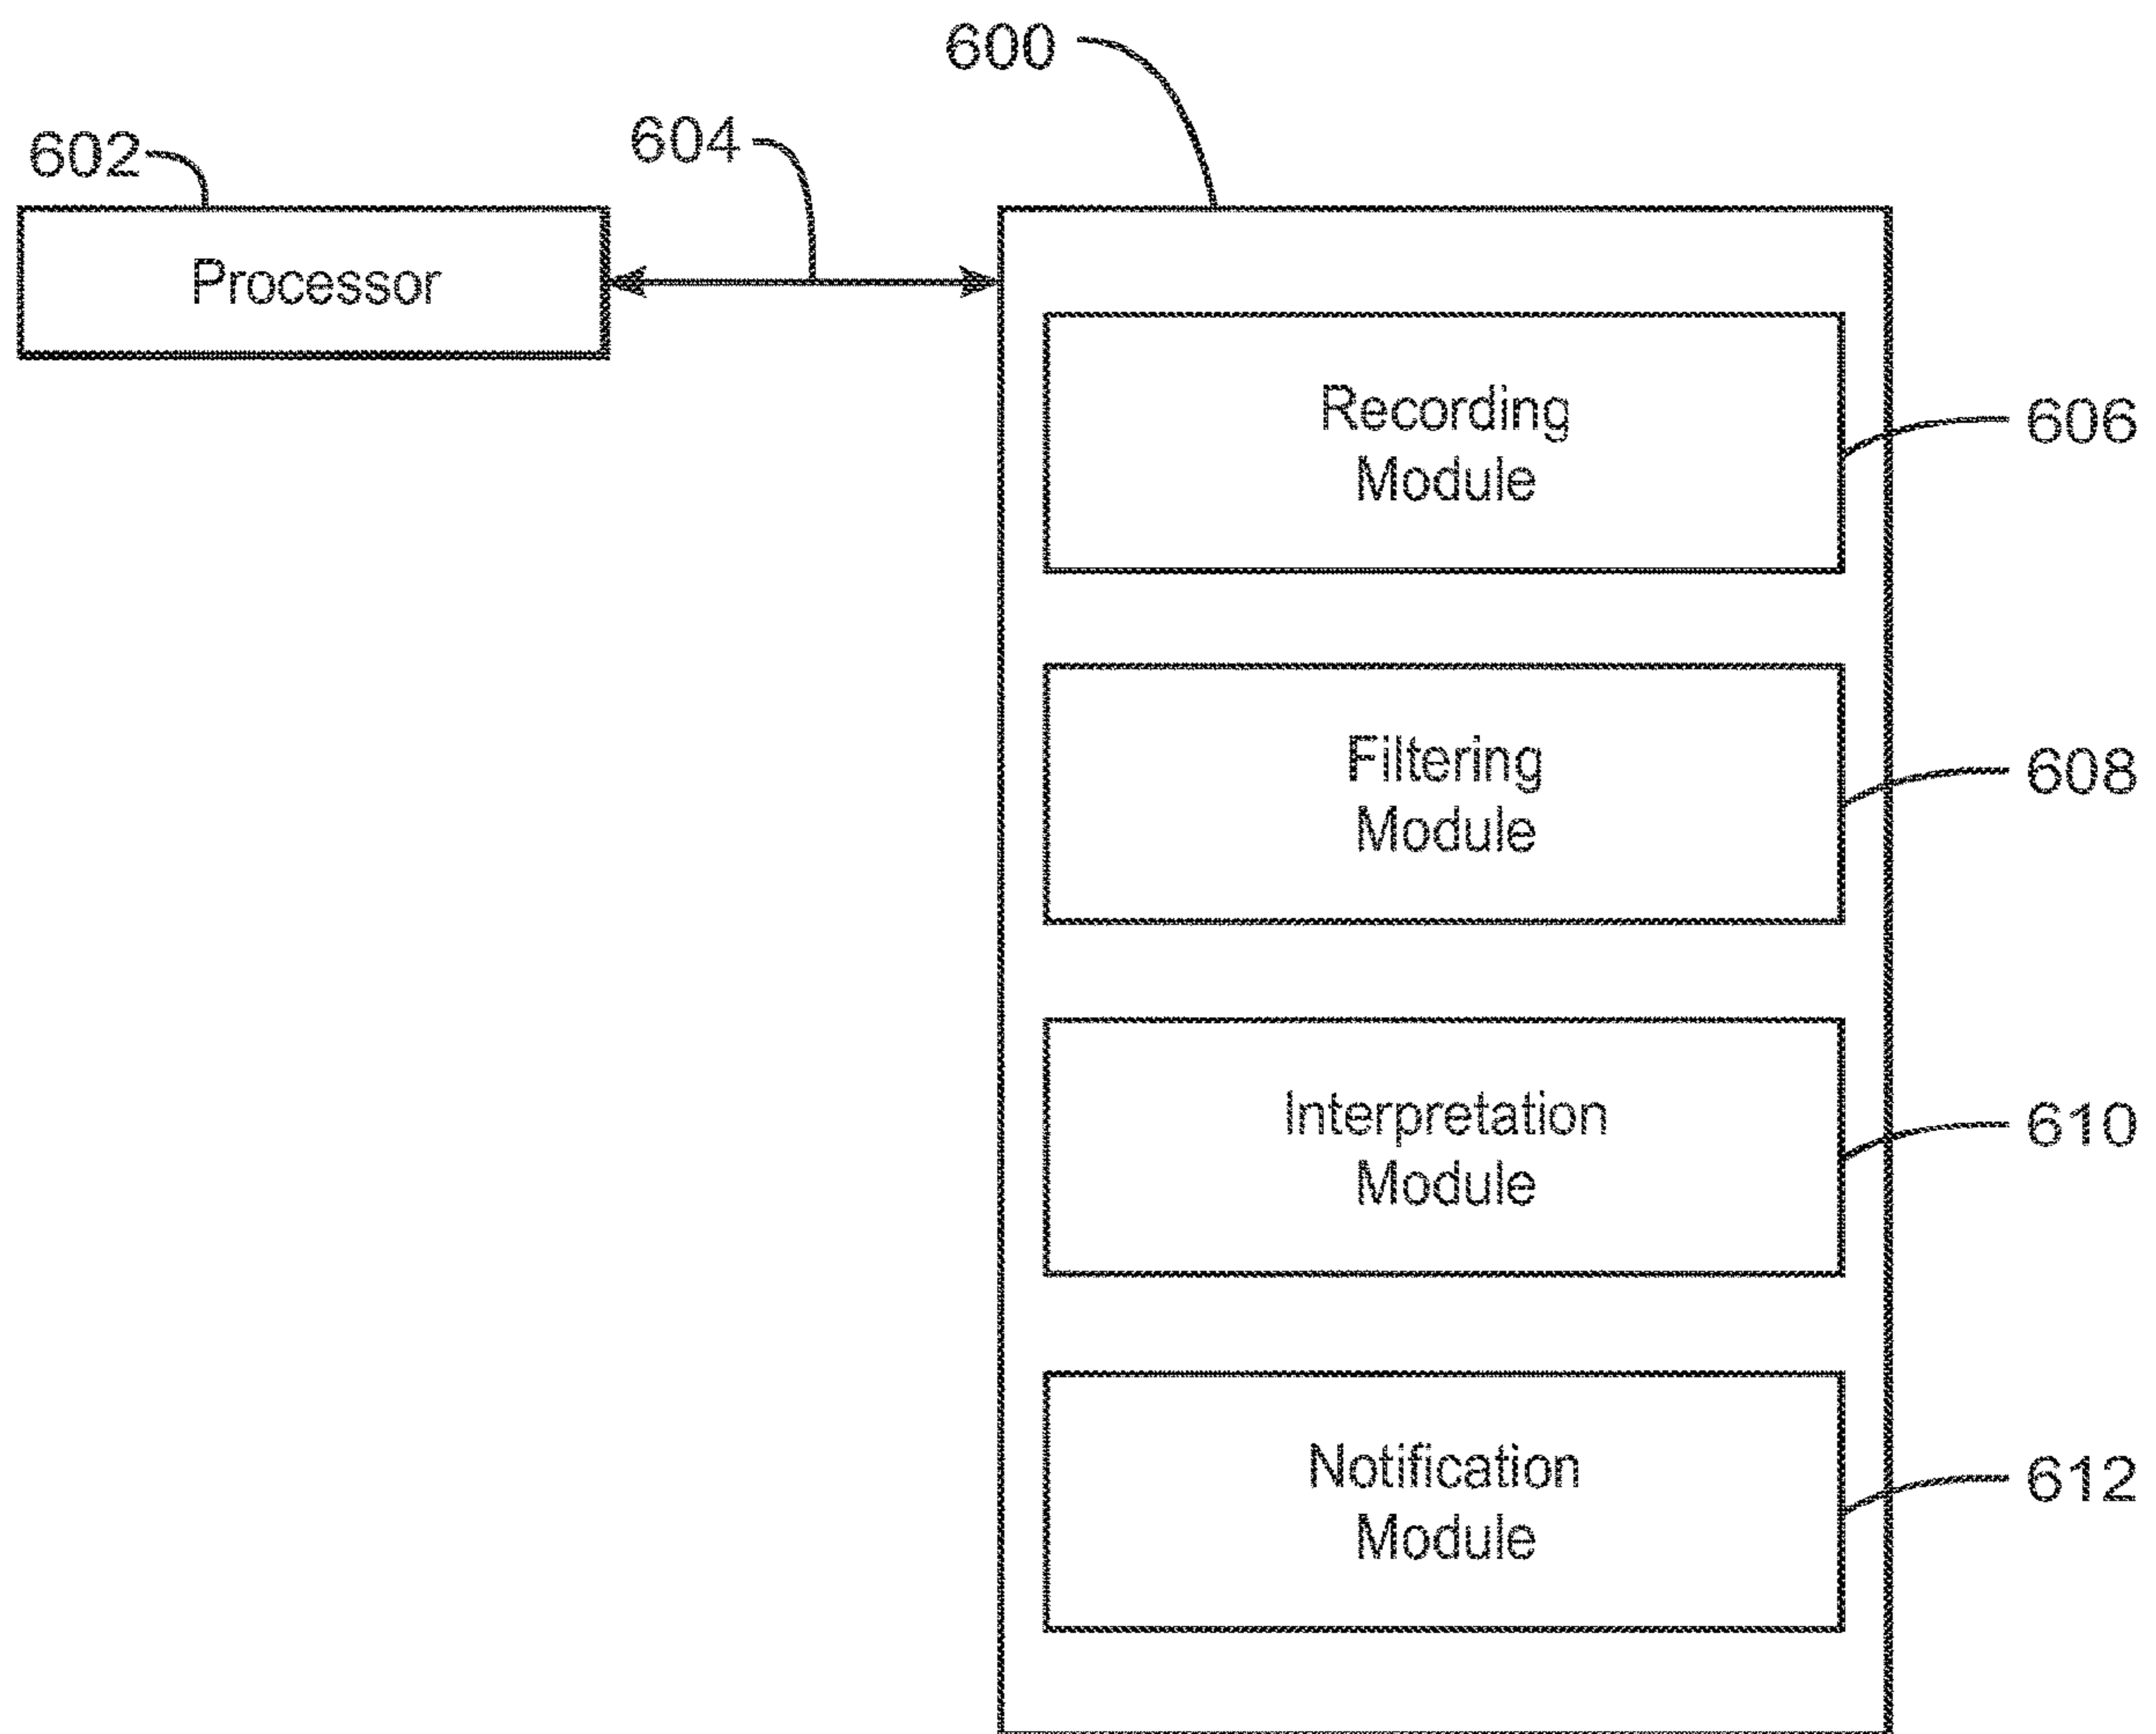 600
604
602
Processor
Recording
Module
606
Filtering
Module
608
Interpretation
Module
610
Notification
Module
612